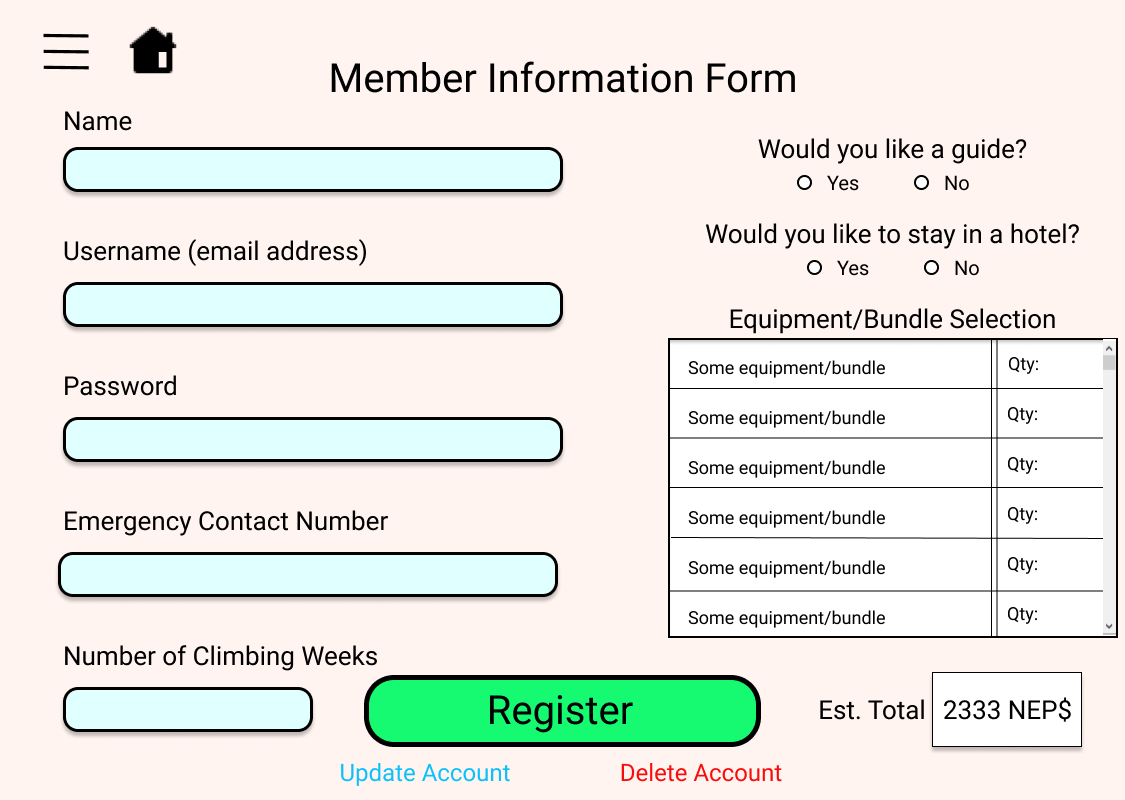 Member Information Form
Name
Username (email address)
Password
Emergency Contact Number
Number of Climbing Weeks
Would you like a guide?
Yes No
Would you like to stay in a hotel?
Yes No
Equipment/Bundle Selection
Some equipment/bundle Qty:
Some equipment/bundle Qty:
Some equipment/bundle Qty:
Some equipment/bundle Qty:
Some equipment/bundle Qty:
Some equipment/bundle Qty:
Register
Est. Total 2333 NEP$
Update Account Delete Account